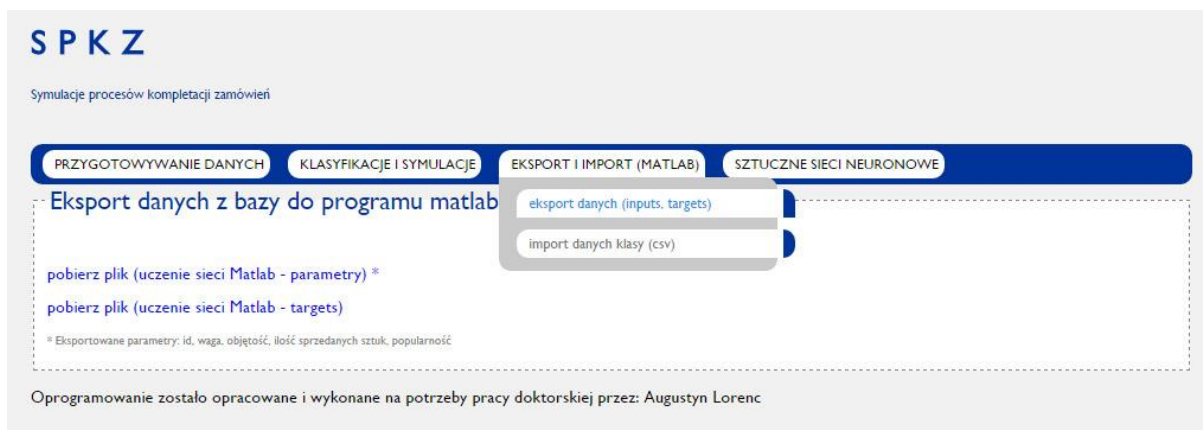 S P K Z
Symulacje procesów kompletacji zamówień
PRZYGOTOWYWANIE DANYCH KLASYFIKACJE I SYMULACJE EKSPORT I IMPORT (MATLAB) SZTUCZNE SIECI NEURONOWE
Eksport danych z bazy do programu matlab
eksport danych (inputs, targets)
import danych klasy (csv)
pobierz plik (uczenie sieci Matlab - parametry) *
pobierz plik (uczenie sieci Matlab - targets)
* Eksportowane parametry: id, waga, objętość, ilość sprzedanych sztuk, popularność
Oprogramowanie zostało opracowane i wykonane na potrzeby pracy doktorskiej przez: Augustyn Lorenc